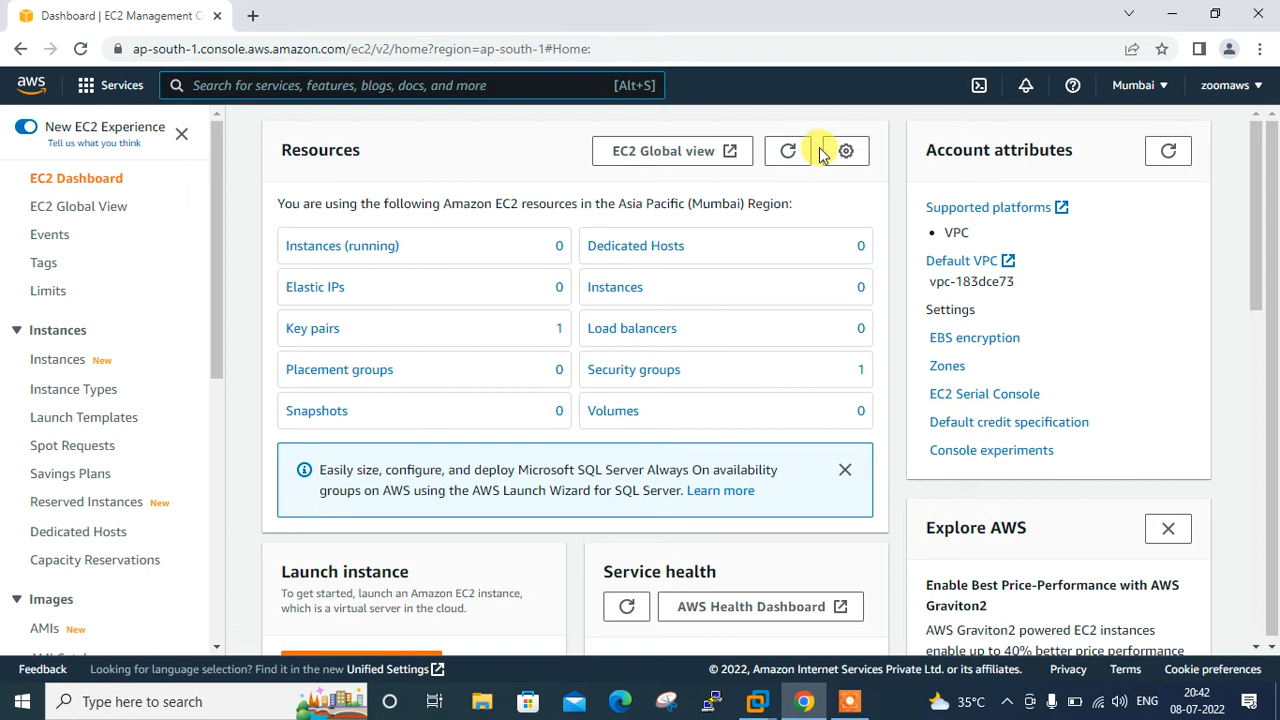 Dashboard | EC2 Management C
ap-south-1.console.aws.amazon.com/ec2/v2/home?region=ap-south-1#Home:
aws
Services
Search for services, features, blogs, docs, and more
[Alt+S]
Mumbai
zoomaws
New EC2 Experience
Tell us what you think
EC2 Dashboard
EC2 Global View
Events
Tags
Limits
Instances
Instances New
Instance Types
Launch Templates
Spot Requests
Savings Plans
Reserved Instances New
Dedicated Hosts
Capacity Reservations
Images
AMIs New
Resources
EC2 Global view
You are using the following Amazon EC2 resources in the Asia Pacific (Mumbai) Region:
Instances (running) 0
Dedicated Hosts 0
Elastic IPs 0
Instances 0
Key pairs 1
Load balancers 0
Placement groups 0
Security groups 1
Snapshots 0
Volumes 0
Easily size, configure, and deploy Microsoft SQL Server Always On availability
groups on AWS using the AWS Launch Wizard for SQL Server. Learn more
Launch instance
To get started, launch an Amazon EC2 instance,
which is a virtual server in the cloud.
Service health
AWS Health Dashboard
Account attributes
Supported platforms
VPC
Default VPC
vpc-183dce73
Settings
EBS encryption
Zones
EC2 Serial Console
Default credit specification
Console experiments
Explore AWS
Enable Best Price-Performance with AWS
Graviton2
AWS Graviton2 powered EC2 instances
enable up to 40% better price performance
Feedback
Looking for language selection? Find it in the new Unified Settings
© 2022, Amazon Internet Services Private Ltd. or its affiliates.
Privacy
Terms
Cookie preferences
Type here to search
35°C
ENG
20:42
08-07-2022